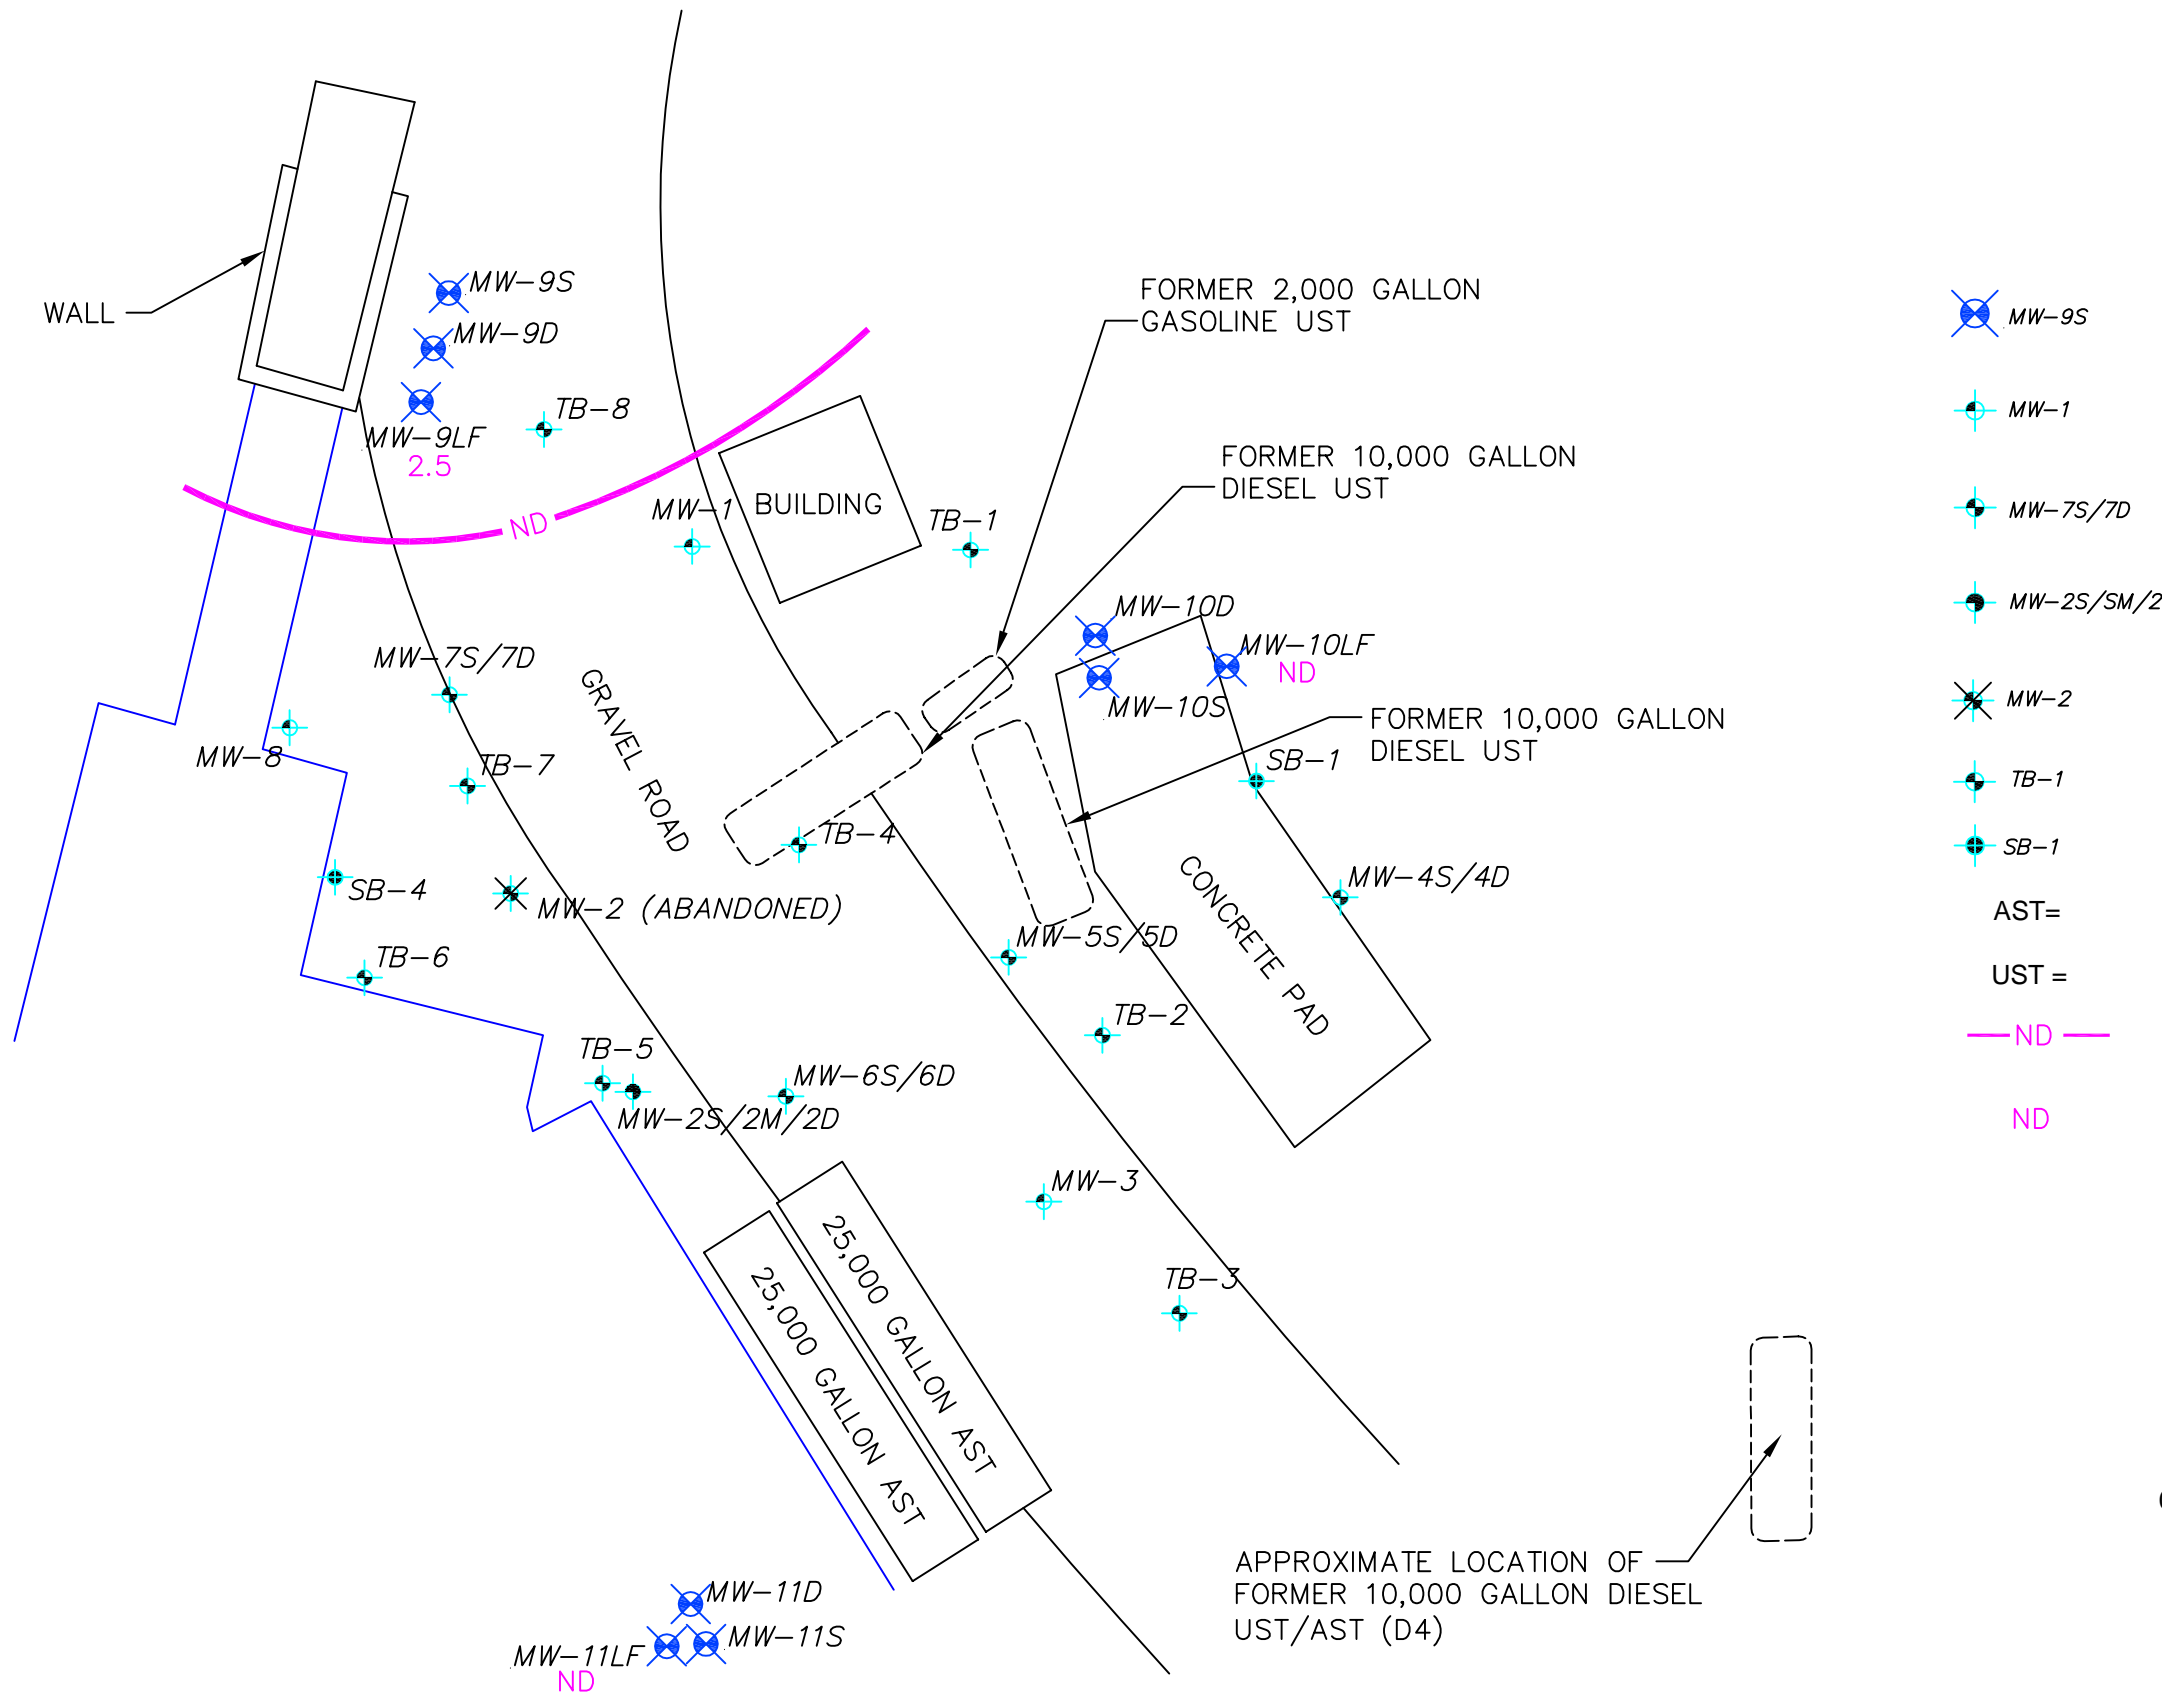 MW-9S
WALL
MW-9D
TB-8
MW-9LF
2.5
ND
FORMER 2,000 GALLON
GASOLINE UST
FORMER 10,000 GALLON
DIESEL UST
MW-1
BUILDING
TB-1
MW-10D
MW-10LF
ND
MW-10S
MW-7S/7D
GRAVEL ROAD
FORMER 10,000 GALLON
DIESEL UST
MW-8
TB-7
SB-1
TB-4
SB-4
MW-2 (ABANDONED)
MW-4S/4D
CONCRETE PAD
MW-5S/5D
TB-6
TB-2
TB-5
MW-6S/6D
MW-2S/2M/2D
MW-3
TB-3
25,000 GALLON AST
25,000 GALLON AST
APPROXIMATE LOCATION OF
FORMER 10,000 GALLON DIESEL
UST/AST (D4)
MW-11D
MW-11S
MW-11LF
ND
MW-9S
MW-1
MW-7S/7D
MW-2S/SM/2
MW-2
TB-1
SB-1
AST=
UST =
ND
ND